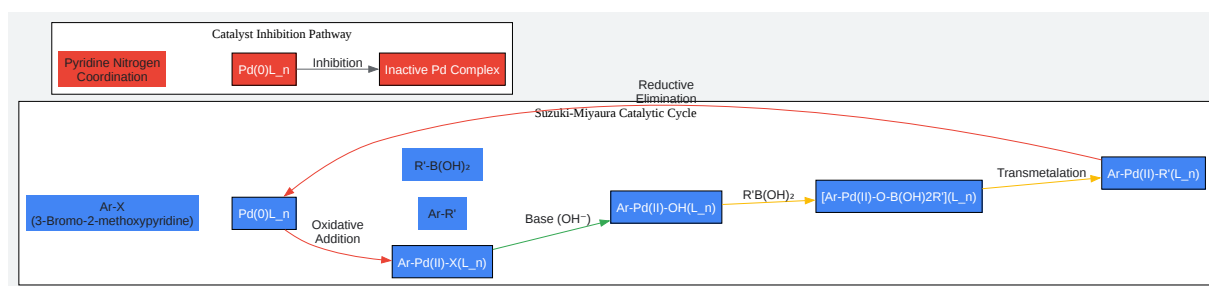 Catalyst Inhibition Pathway
Pyridine Nitrogen
Coordination
Pd(0)L_n
Inhibition
Inactive Pd Complex
Reductive
Elimination
Suzuki-Miyaura Catalytic Cycle
R'-B(OH)₂
Ar-X
(3-Bromo-2-methoxypyridine)
Pd(0)L_n
Oxidative
Addition
Ar-R'
Ar-Pd(II)-X(L_n)
Base (OH⁻)
Ar-Pd(II)-OH(L_n)
R'B(OH)₂
[Ar-Pd(II)-O-B(OH)2R'](L_n)
Transmetalation
Ar-Pd(II)-R'(L_n)